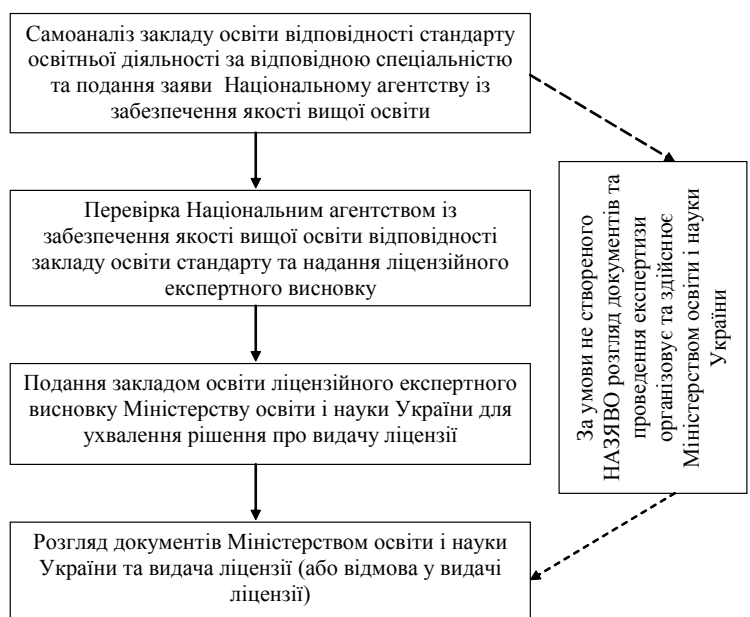 Самоаналіз закладу освіти відповідності стандарту
освітньої діяльності за відповідною спеціальністю
та подання заяви Національному агентству із
забезпечення якості вищої освіти
Перевірка Національним агентством із
забезпечення якості вищої освіти відповідності
закладу освіти стандарту та надання ліцензійного
експертного висновку
Подання закладом освіти ліцензійного експертного
висновку Міністерству освіти і науки України для
ухвалення рішення про видачу ліцензії
Розгляд документів Міністерством освіти і науки
України та видача ліцензії (або відмова у видачі
ліцензії)
За умови не створеного
НАЗЯВО розгляд документів та
проведення експертизи
організовує та здійснює
Міністерством освіти і науки
України